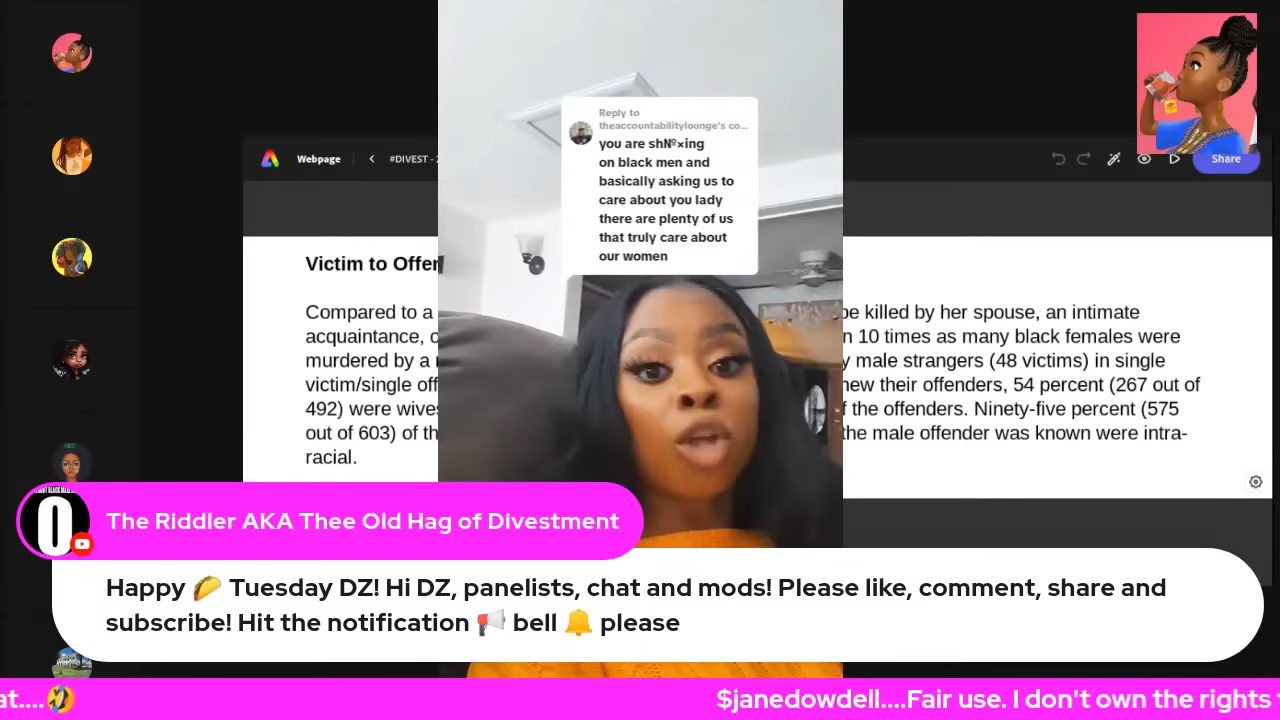 Reply to
theaccountabilitylounge's co...
you are sh№×ing
on black men and
basically asking us to
care about you lady
there are plenty of us
that truly care about
our women
Webpage
#DIVEST - 2
Share
Victim to Offer
Compared to a be killed by her spouse, an intimate
acquaintance, o n 10 times as many black females were
murdered by a y male strangers (48 victims) in single
victim/single off new their offenders, 54 percent (267 out of
492) were wives f the offenders. Ninety-five percent (575
out of 603) of th the male offender was known were intra-
racial.
The Riddler AKA Thee Old Hag of Divestment
Happy 🌮 Tuesday DZ! Hi DZ, panelists, chat and mods! Please like, comment, share and
subscribe! Hit the notification 📢 bell 🔔 please
at....🤣 $janedowdell....Fair use. I don't own the rights